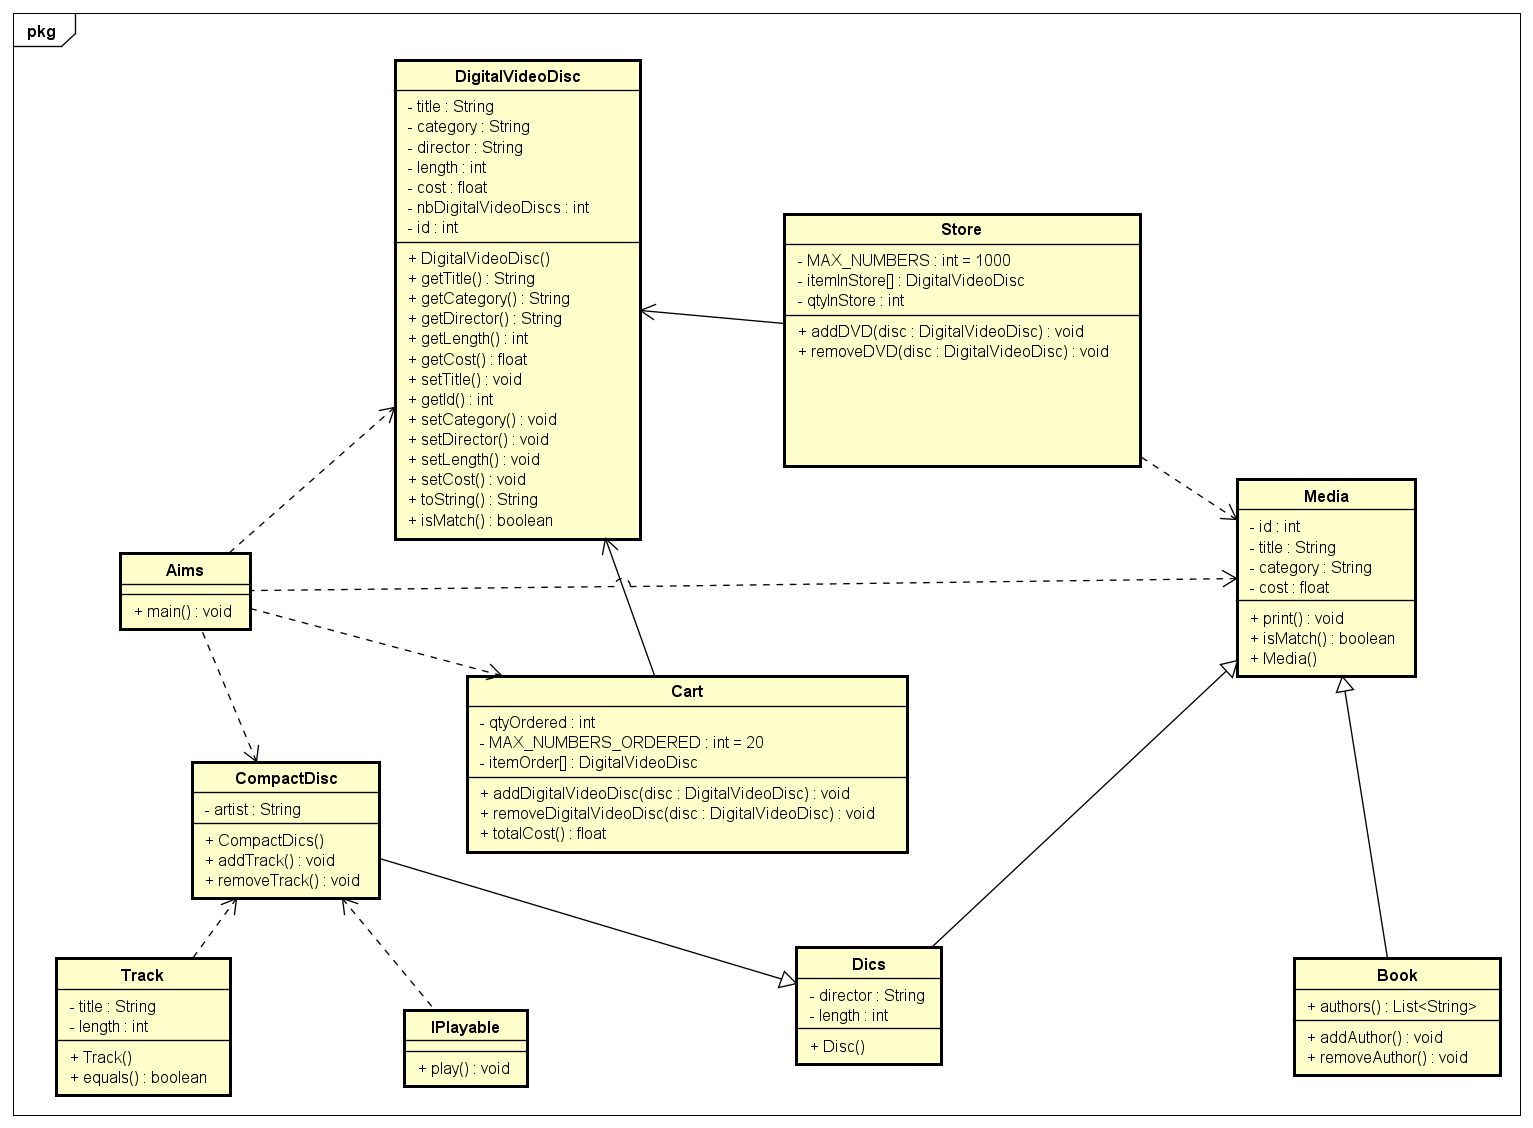 pkg
DigitalVideoDisc
- title : String
- category : String
- director : String
- length : int
- cost : float
- nbDigitalVideoDiscs : int
- id : int
+ DigitalVideoDisc()
+ getTitle() : String
+ getCategory() : String
+ getDirector() : String
+ getLength() : int
+ getCost() : float
+ setTitle() : void
+ getId() : int
+ setCategory() : void
+ setDirector() : void
+ setLength() : void
+ setCost() : void
+ toString() : String
+ isMatch() : boolean
Store
- MAX_NUMBERS : int = 1000
- itemInStore[] : DigitalVideoDisc
- qtyInStore : int
+ addDVD(disc : DigitalVideoDisc) : void
+ removeDVD(disc : DigitalVideoDisc) : void
Media
- id : int
- title : String
- category : String
- cost : float
+ print() : void
+ isMatch() : boolean
+ Media()
Aims
+ main() : void
Cart
- qtyOrdered : int
- MAX_NUMBERS_ORDERED : int = 20
- itemOrder[] : DigitalVideoDisc
+ addDigitalVideoDisc(disc : DigitalVideoDisc) : void
+ removeDigitalVideoDisc(disc : DigitalVideoDisc) : void
+ totalCost() : float
CompactDisc
- artist : String
+ CompactDics()
+ addTrack() : void
+ removeTrack() : void
Track
- title : String
- length : int
+ Track()
+ equals() : boolean
IPlayable
+ play() : void
Dics
- director : String
- length : int
+ Disc()
Book
+ authors() : List<String>
+ addAuthor() : void
+ removeAuthor() : void